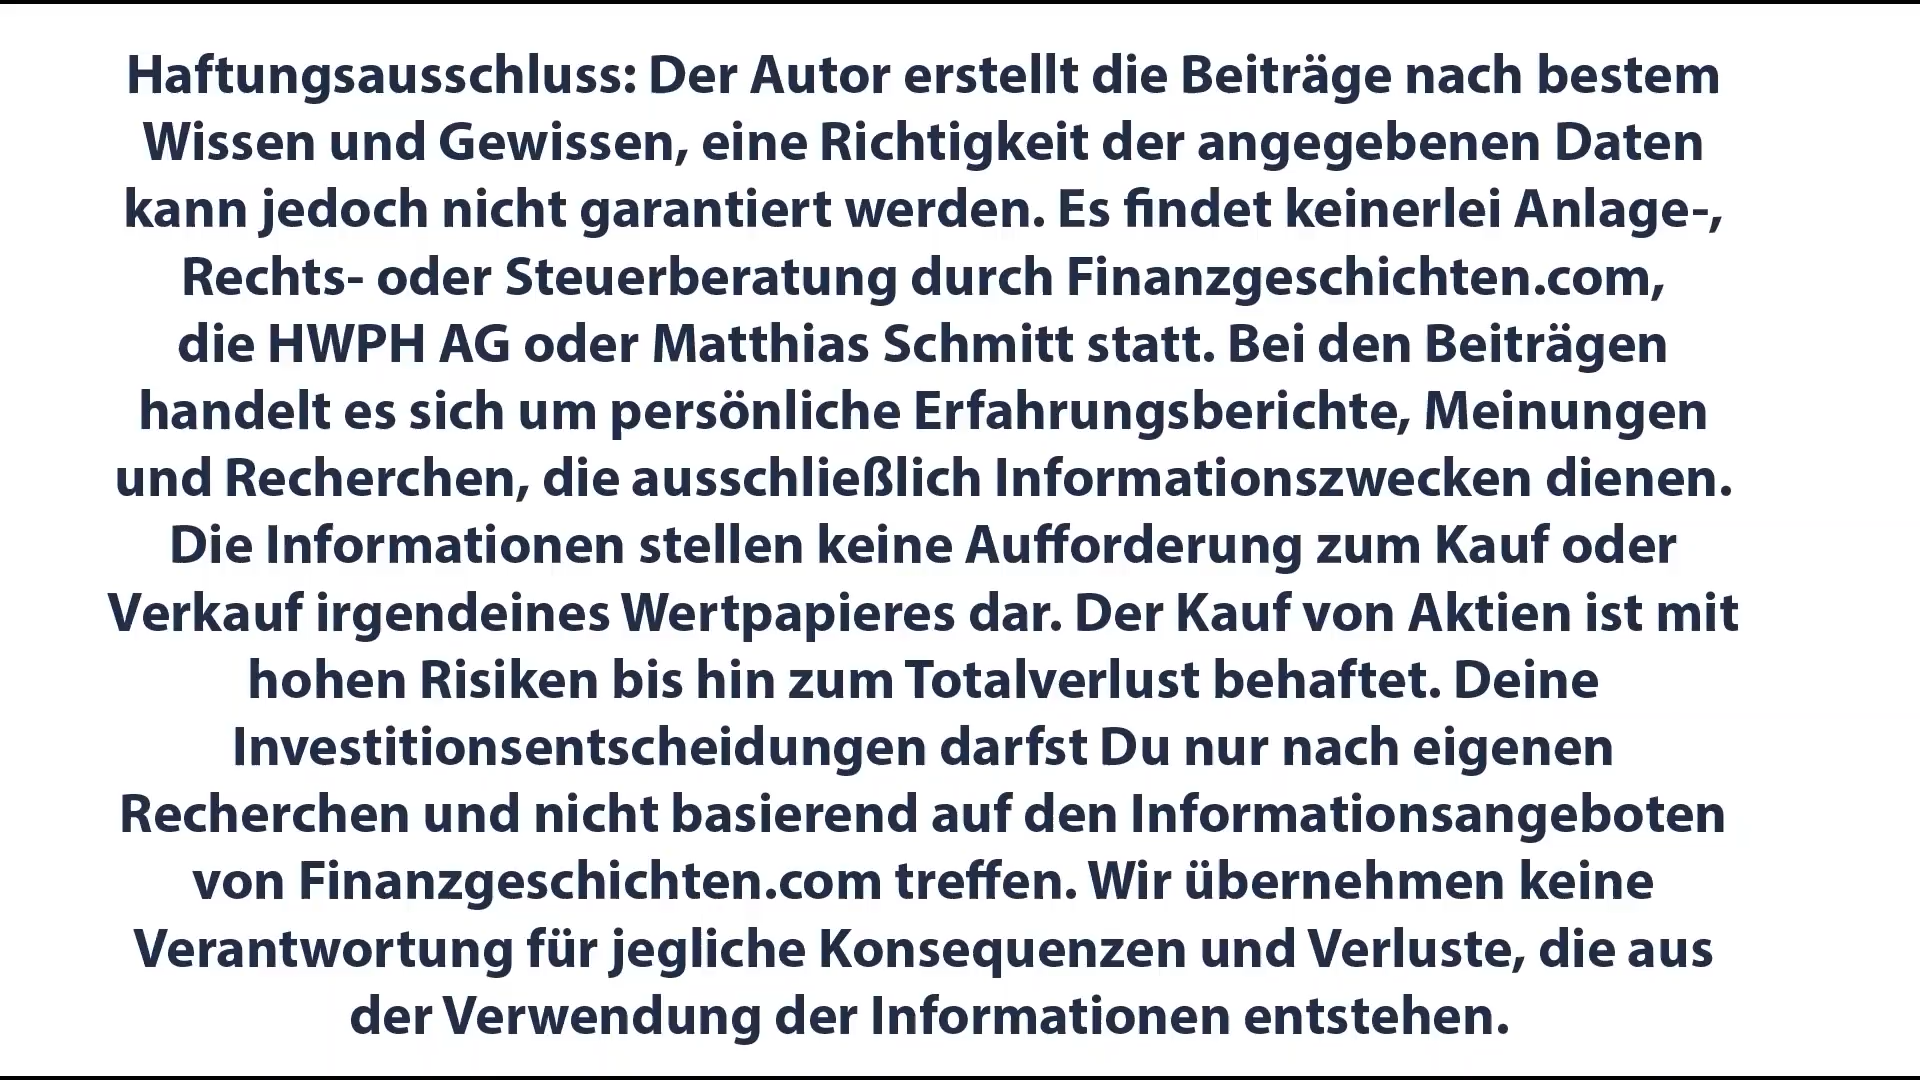 Haftungsausschluss: Der Autor erstellt die Beiträge nach bestem
Wissen und Gewissen, eine Richtigkeit der angegebenen Daten
kann jedoch nicht garantiert werden. Es findet keinerlei Anlage-,
Rechts- oder Steuerberatung durch Finanzgeschichten.com,
die HWPH AG oder Matthias Schmitt statt. Bei den Beiträgen
handelt es sich um persönliche Erfahrungsberichte, Meinungen
und Recherchen, die ausschließlich Informationszwecken dienen.
Die Informationen stellen keine Aufforderung zum Kauf oder
Verkauf irgendeines Wertpapieres dar. Der Kauf von Aktien ist mit
hohen Risiken bis hin zum Totalverlust behaftet. Deine
Investitionsentscheidungen darfst Du nur nach eigenen
Recherchen und nicht basierend auf den Informationsangeboten
von Finanzgeschichten.com treffen. Wir übernehmen keine
Verantwortung für jegliche Konsequenzen und Verluste, die aus
der Verwendung der Informationen entstehen.